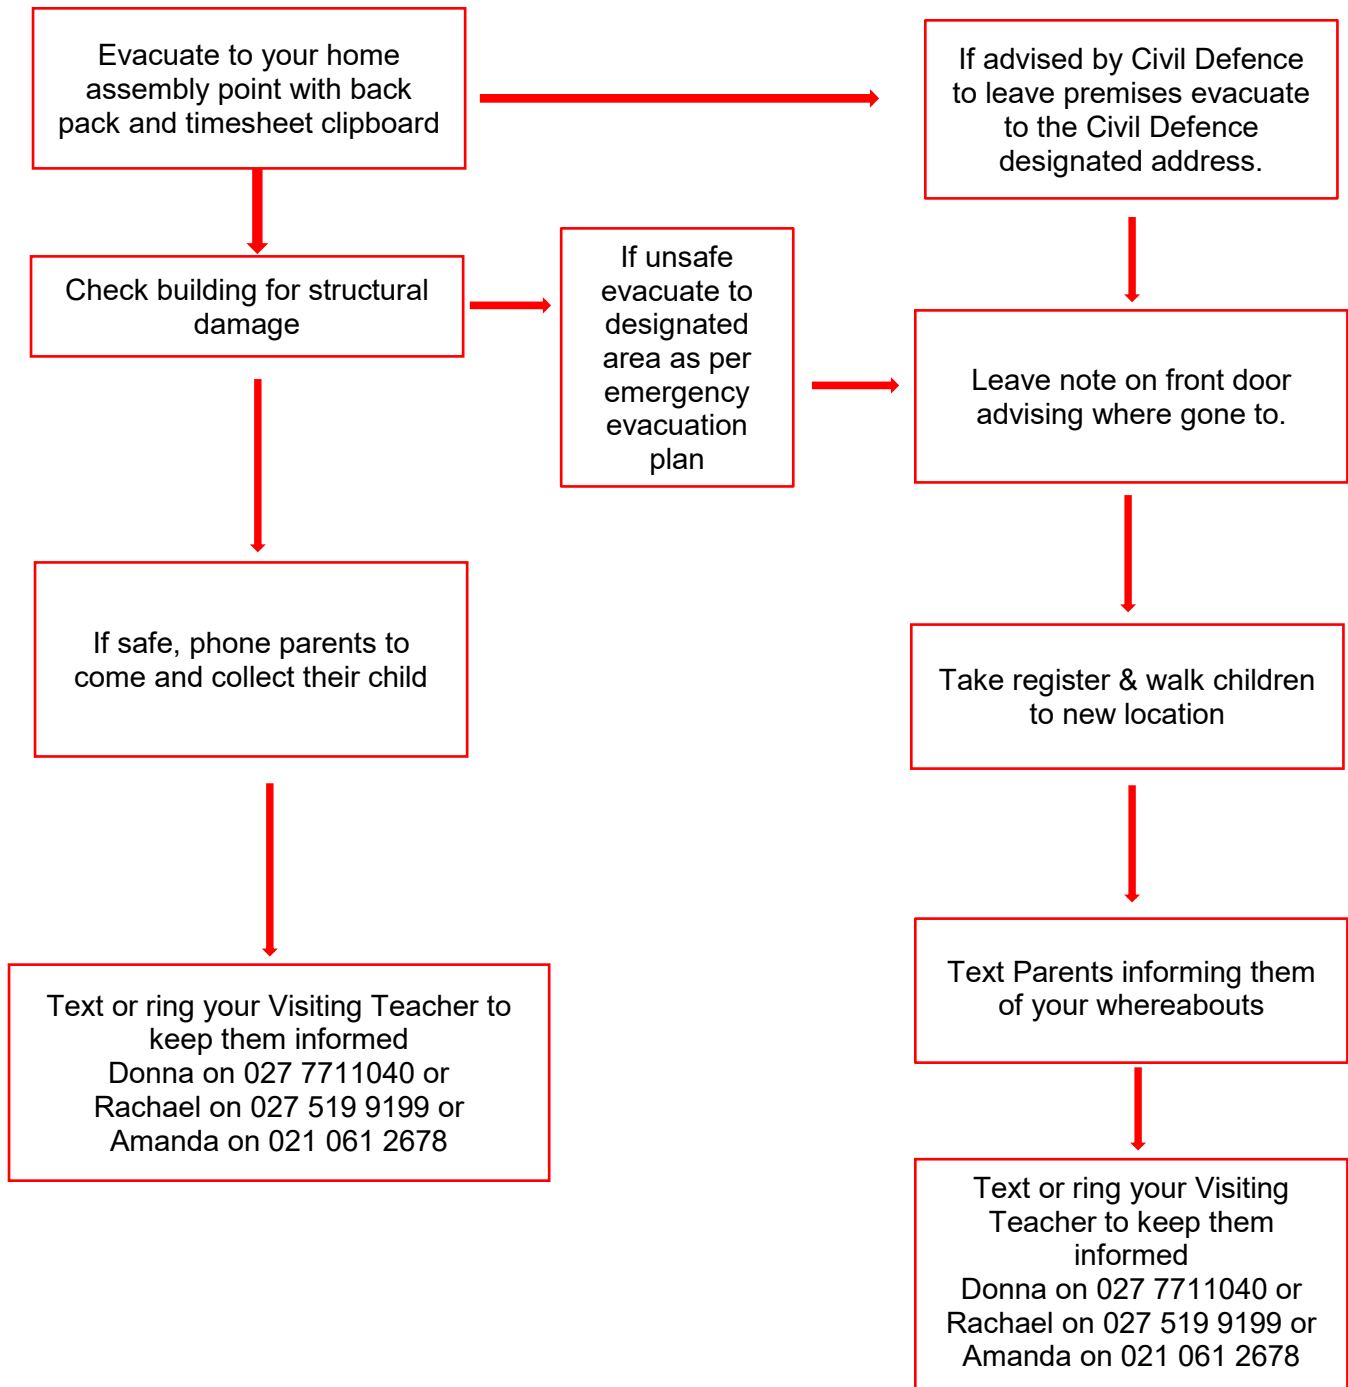 Evacuate to your home
assembly point with back
pack and timesheet clipboard
If advised by Civil Defence
to leave premises evacuate
to the Civil Defence
designated address.
Check building for structural
damage
If unsafe
evacuate to
designated
area as per
emergency
evacuation
plan
Leave note on front door
advising where gone to.
If safe, phone parents to
come and collect their child
Take register & walk children
to new location
Text or ring your Visiting Teacher to
keep them informed
Donna on 027 7711040 or
Rachael on 027 519 9199 or
Amanda on 021 061 2678
Text Parents informing them
of your whereabouts
Text or ring your Visiting
Teacher to keep them
informed
Donna on 027 7711040 or
Rachael on 027 519 9199 or
Amanda on 021 061 2678